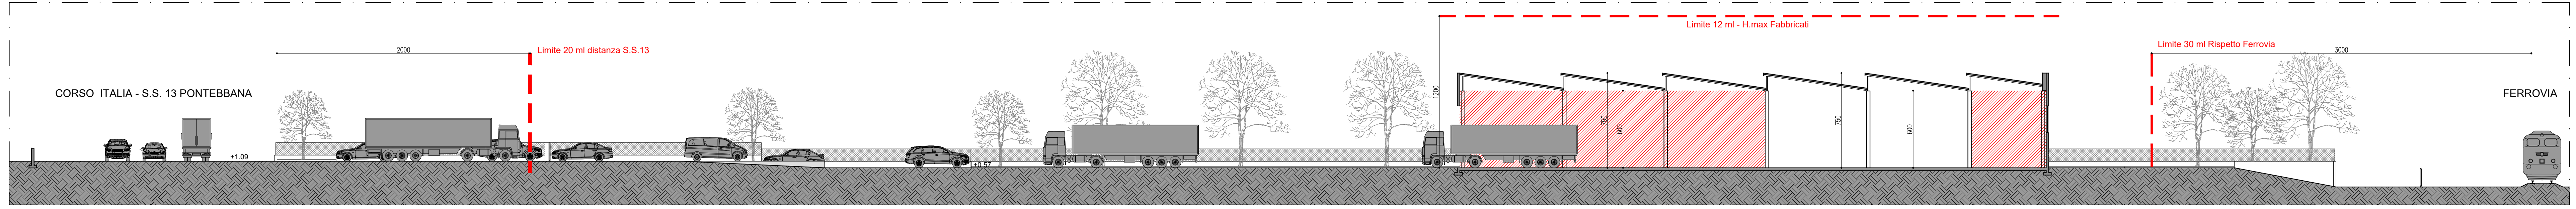 Limite 12 ml - H.max Fabbricati
2000
Limite 20 ml distanza S.S.13
Limite 30 ml Rispetto Ferrovia
3000
CORSO ITALIA - S.S. 13 PONTEBBANA
1200
FERROVIA
750
600
750
600
+1.09
+0.57